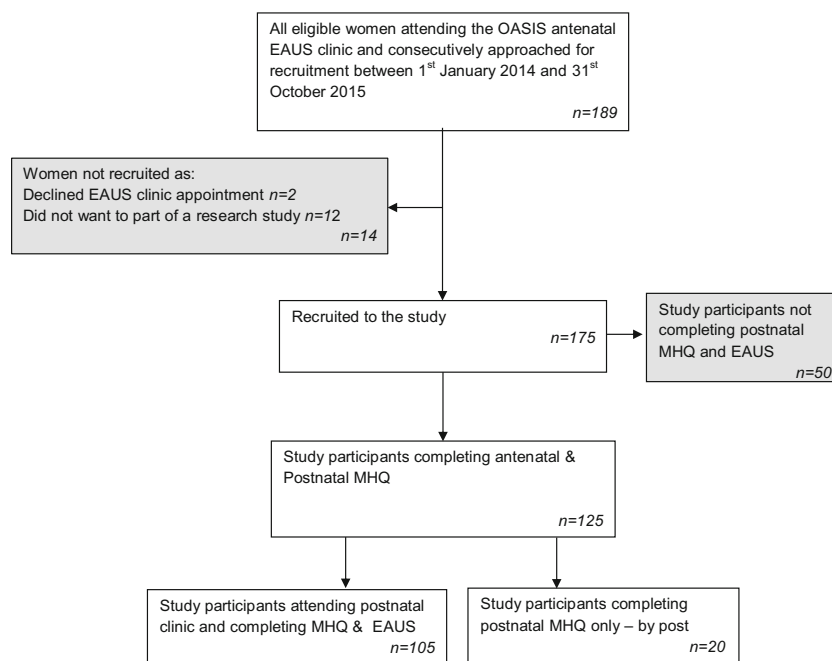 All eligible women attending the OASIS antenatal
EAUS clinic and consecutively approached for
recruitment between 1st January 2014 and 31st
October 2015
n=189
Women not recruited as:
Declined EAUS clinic appointment n=2
Did not want to part of a research study n=12
n=14
Recruited to the study
n=175
Study participants not
completing postnatal
MHQ and EAUS
n=50
Study participants completing antenatal &
Postnatal MHQ
n=125
Study participants attending postnatal
clinic and completing MHQ & EAUS
n=105
Study participants completing
postnatal MHQ only – by post
n=20